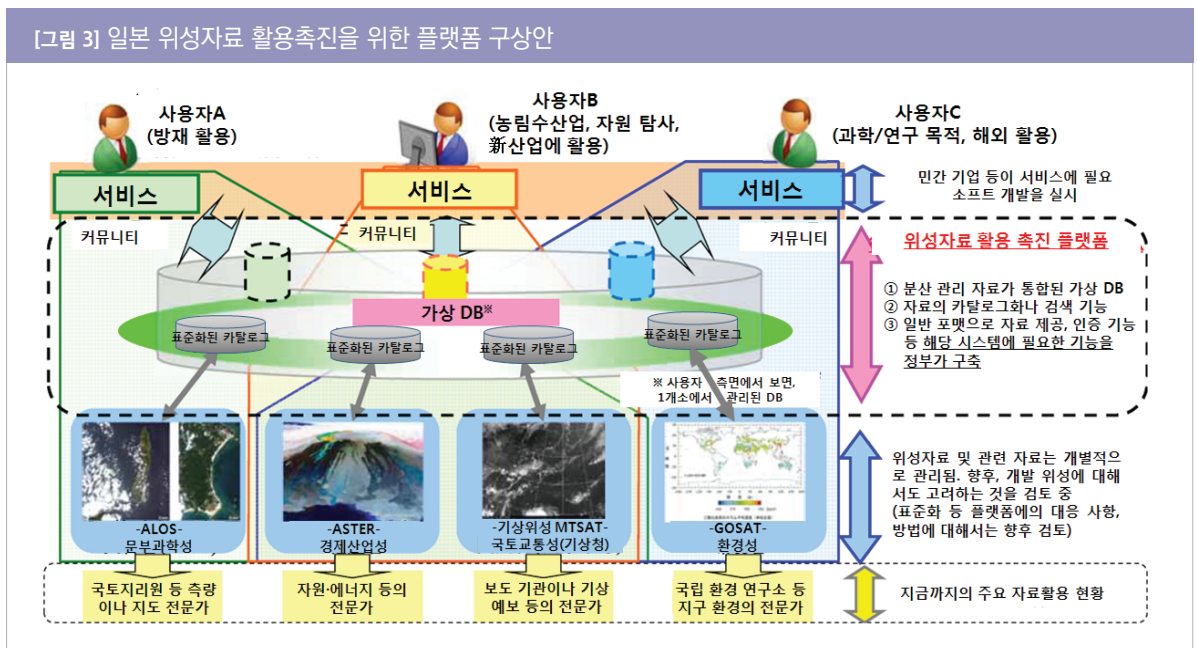 [그림 3] 일본 위성자료 활용촉진을 위한 플랫폼 구상안
사용자A
(방재 활용)
사용자B
(농림수산업, 자원 탐사,
新산업에 활용)
사용자C
(과학/연구 목적, 해외 활용)
서비스
서비스
서비스
민간 기업 등이 서비스에 필요
소프트 개발을 실시
커뮤니티
커뮤니티
커뮤니티
위성자료 활용 촉진 플랫폼
① 분산 관리 자료가 통합된 가상 DB
② 자료의 카탈로그화나 검색 기능
③ 일반 포맷으로 자료 제공, 인증 기능
등 해당 시스템에 필요한 기능을
정부가 구축
가상 DB※
표준화된 카탈로그
표준화된 카탈로그
표준화된 카탈로그
표준화된 카탈로그
※ 사용자 측면에서 보면,
1개소에서 관리된 DB
-ALOS-
문부과학성
-ASTER-
경제산업성
-기상위성 MTSAT-
국토교통성(기상청)
-GOSAT-
환경성
위성자료 및 관련 자료는 개별적으
로 관리됨. 향후, 개발 위성에 대해
서도 고려하는 것을 검토 중
(표준화 등 플랫폼에의 대응 사항,
방법에 대해서는 향후 검토)
국토지리원 등 측량
이나 지도 전문가
자원·에너지 등의
전문가
보도 기관이나 기상
예보 등의 전문가
국립 환경 연구소 등
지구 환경의 전문가
지금까지의 주요 자료활용 현황